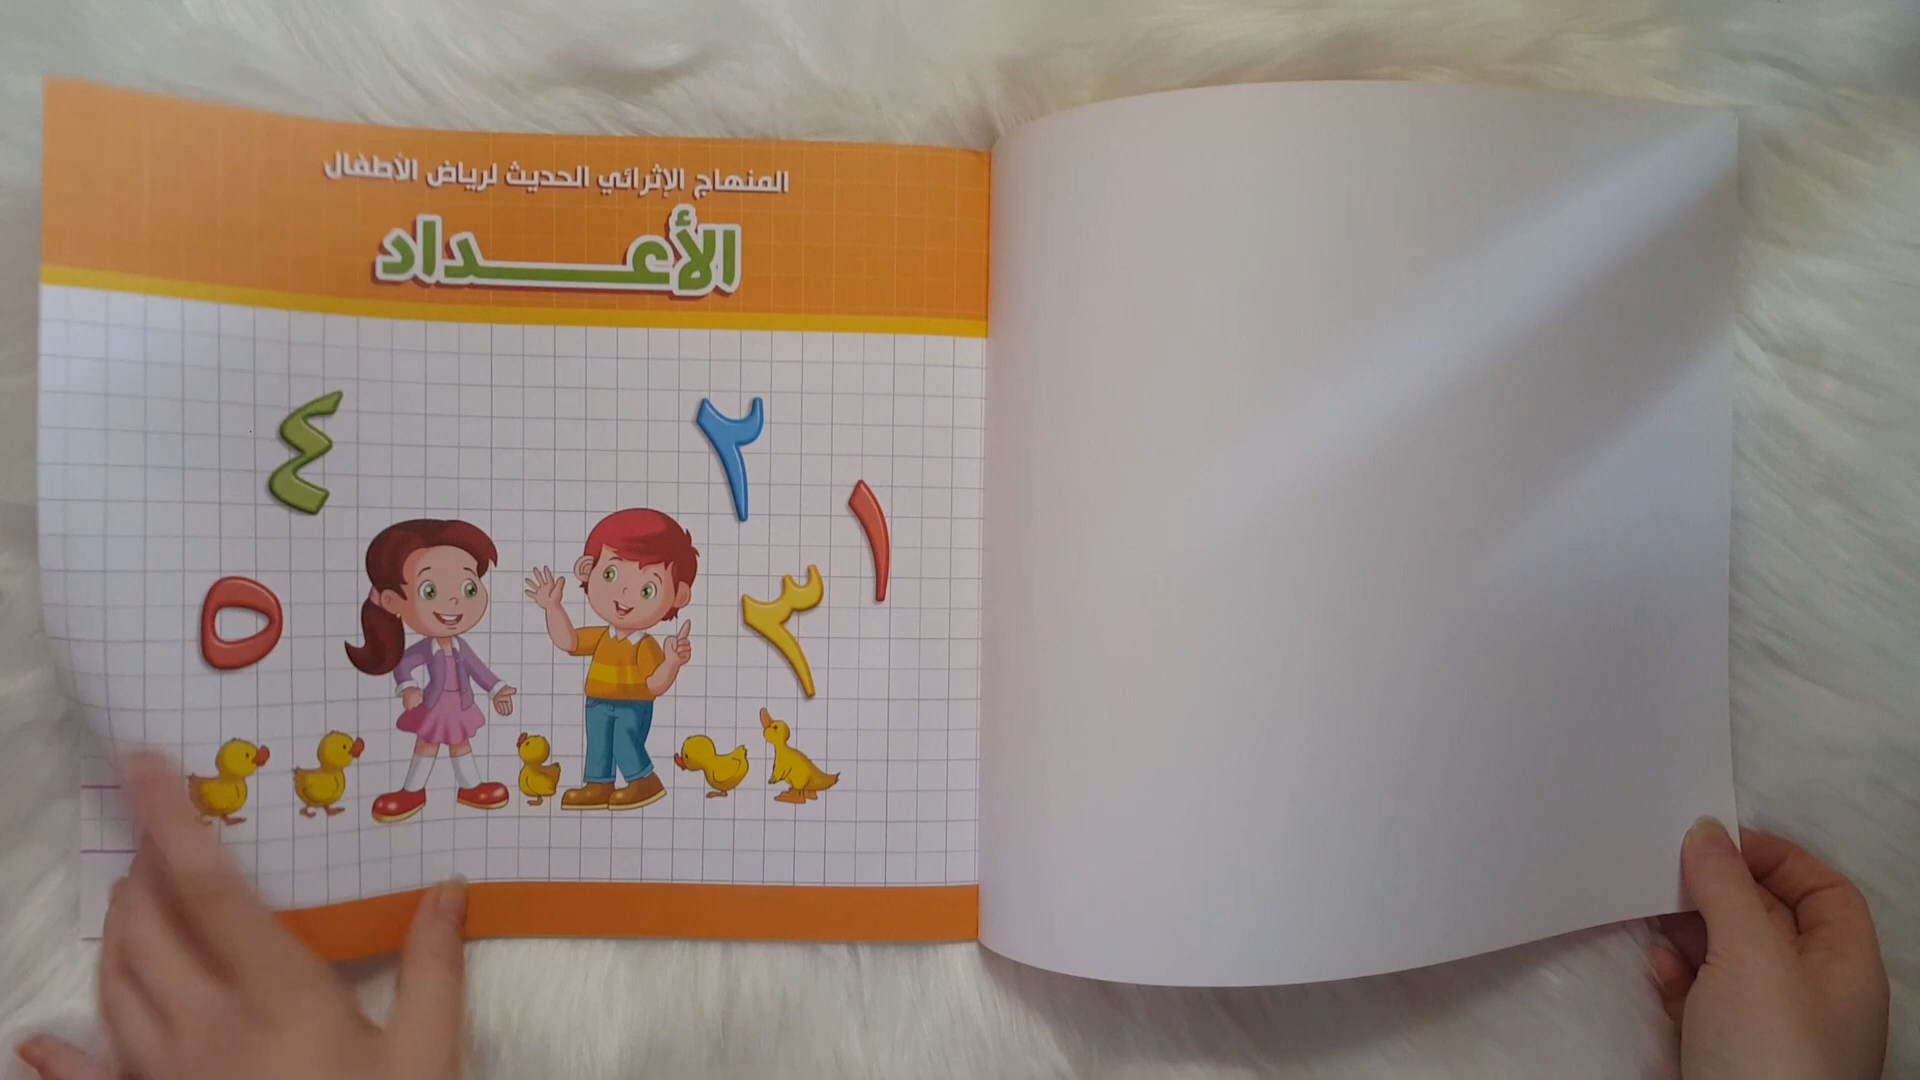 المنهاج الإثرائي الحديث لرياض الأطفال
الأعـــداد
٢
٤
١
٣
٥